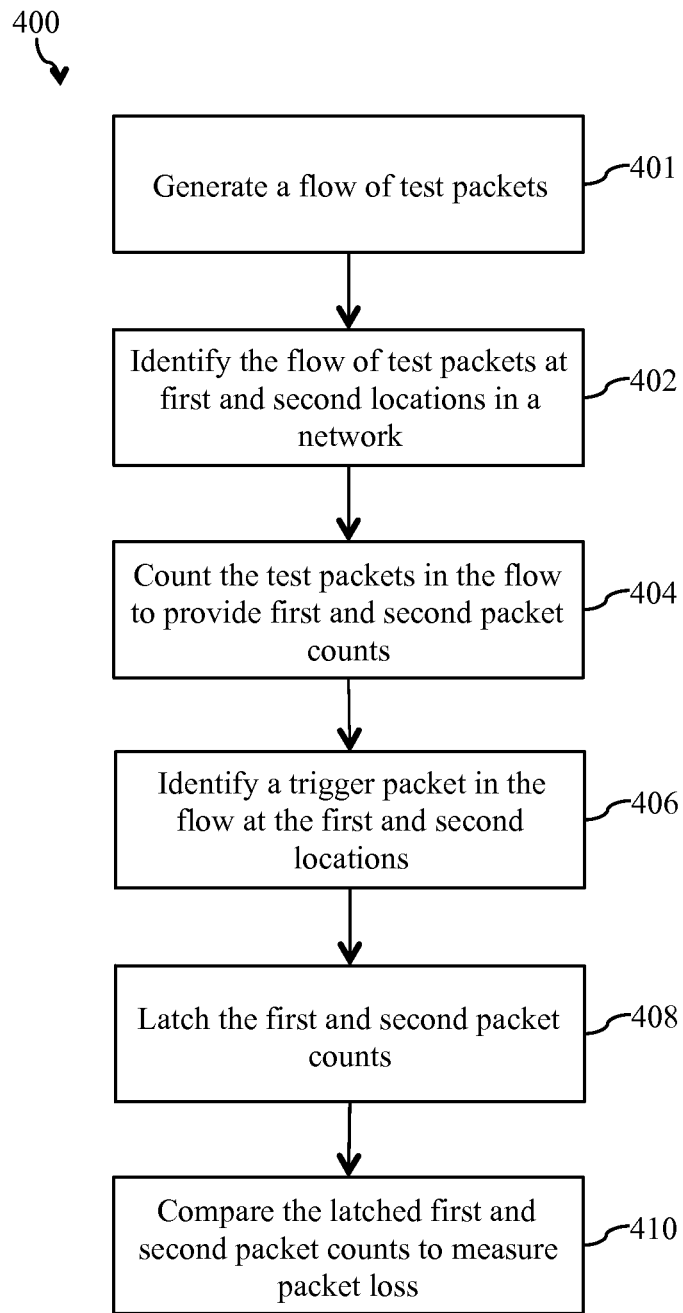 400
Generate a flow of test packets
401
Identify the flow of test packets at
first and second locations in a
network
402
Count the test packets in the flow
to provide first and second packet
counts
404
Identify a trigger packet in the
flow at the first and second
locations
406
Latch the first and second packet
counts
408
Compare the latched first and
second packet counts to measure
packet loss
410